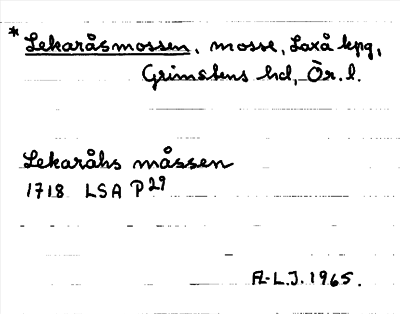 *Lekaråsmossen, mosse, Laxå kpg,
Grimstens hd, Ör. l.
Lekaråhs måssen
1718 LSA P29
A-L.J. 1965.